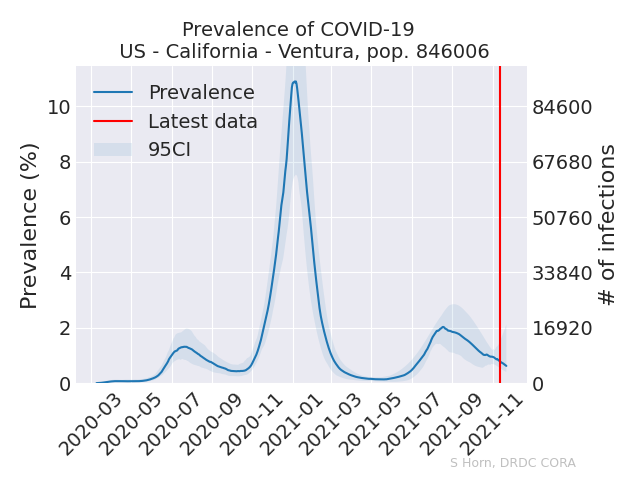 Prevalence of COVID-19
US - California - Ventura, pop. 846006
Prevalence
Latest data
95CI
Prevalence (%)
10
8
6
4
2
0
84600
67680
50760
33840
16920
0
# of infections
2020-03
2020-05
2020-07
2020-09
2020-11
2021-01
2021-03
2021-05
2021-07
2021-09
2021-11
S Horn, DRDC CORA